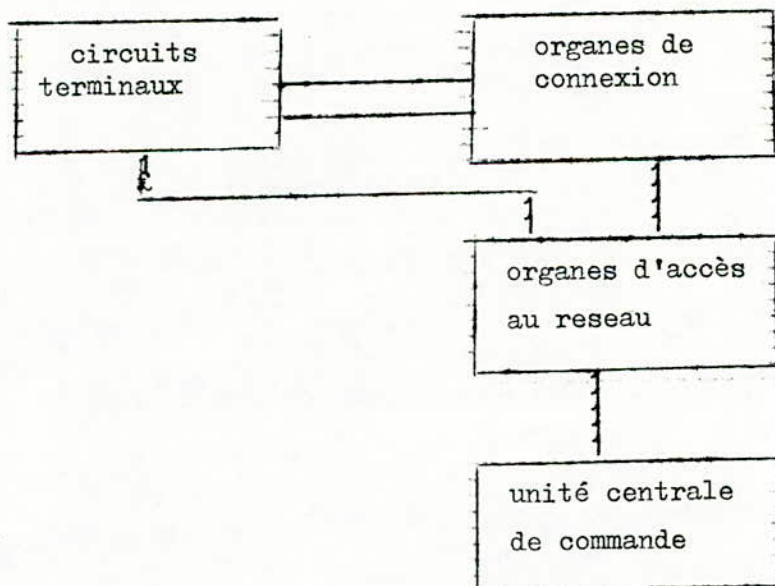 circuits
terminaux
organes de
connexion
organes d'accès
au reseau
unité centrale
de commande